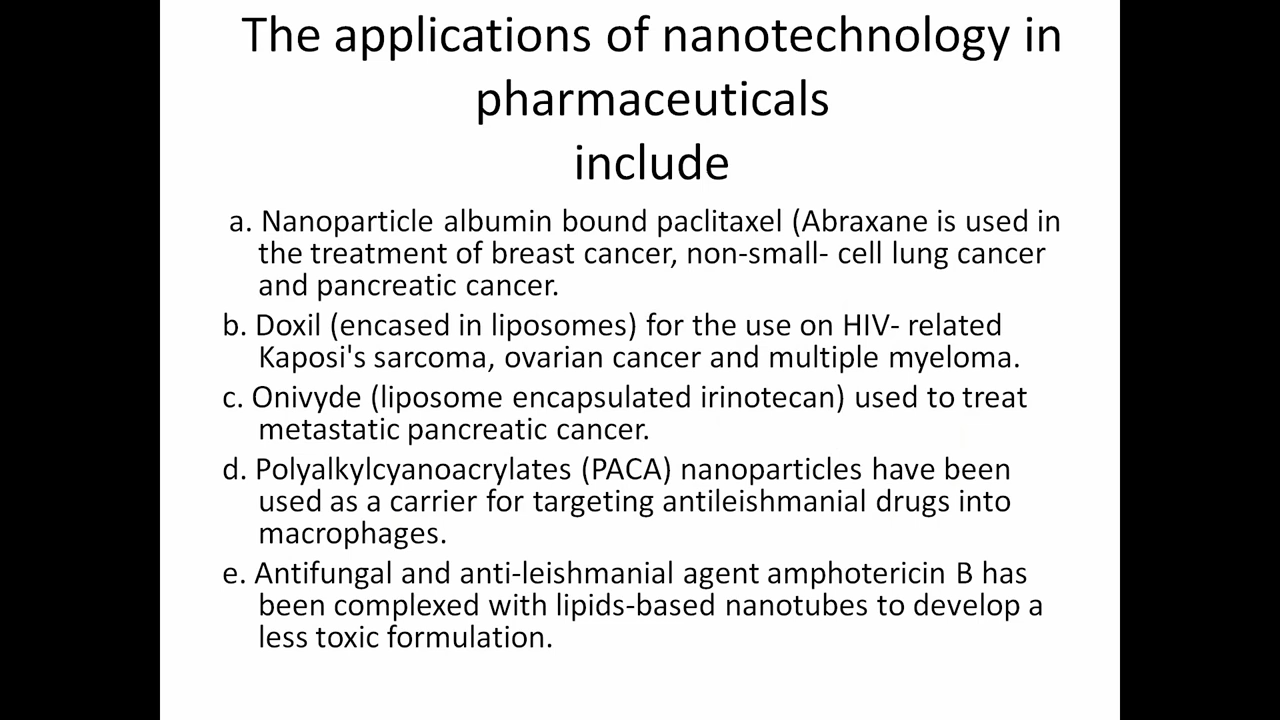 The applications of nanotechnology in
pharmaceuticals
include
a. Nanoparticle albumin bound paclitaxel (Abraxane is used in
the treatment of breast cancer, non-small- cell lung cancer
and pancreatic cancer.
b. Doxil (encased in liposomes) for the use on HIV- related
Kaposi's sarcoma, ovarian cancer and multiple myeloma.
c. Onivyde (liposome encapsulated irinotecan) used to treat
metastatic pancreatic cancer.
d. Polyalkylcyanoacrylates (PACA) nanoparticles have been
used as a carrier for targeting antileishmanial drugs into
macrophages.
e. Antifungal and anti-leishmanial agent amphotericin B has
been complexed with lipids-based nanotubes to develop a
less toxic formulation.